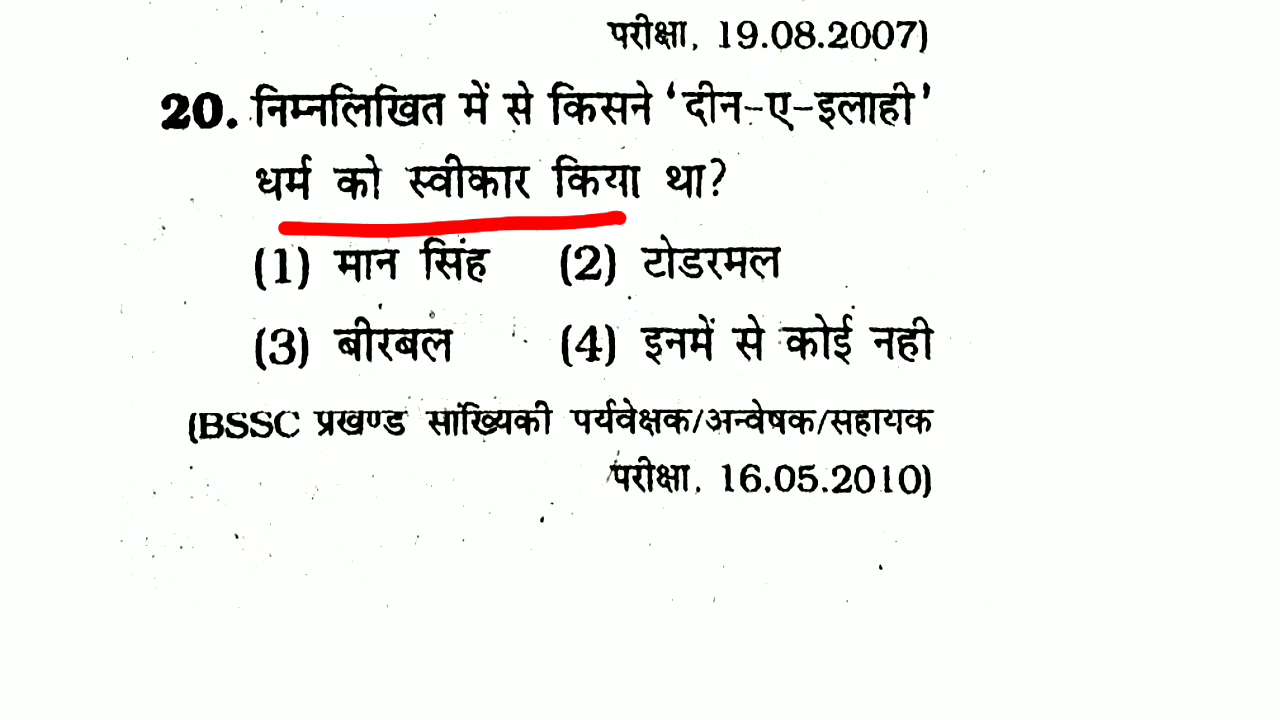 परीक्षा, 19.08.2007)
20. निम्नलिखित में से किसने ‘दीन-ए-इलाही’
धर्म को स्वीकार किया था?
(1) मान सिंह (2) टोडरमल
(3) बीरबल (4) इनमें से कोई नही
(BSSC प्रखण्ड सांख्यिकी पर्यवेक्षक/अन्वेषक/सहायक
परीक्षा, 16.05.2010)